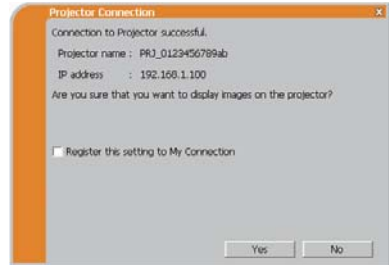 Projector Connection
Connection to Projector successful.
Projector name : PRJ_0123456789ab
IP address : 192.168.1.100
Are you sure that you want to display images on the projector?
Register this setting to My Connection
Yes No